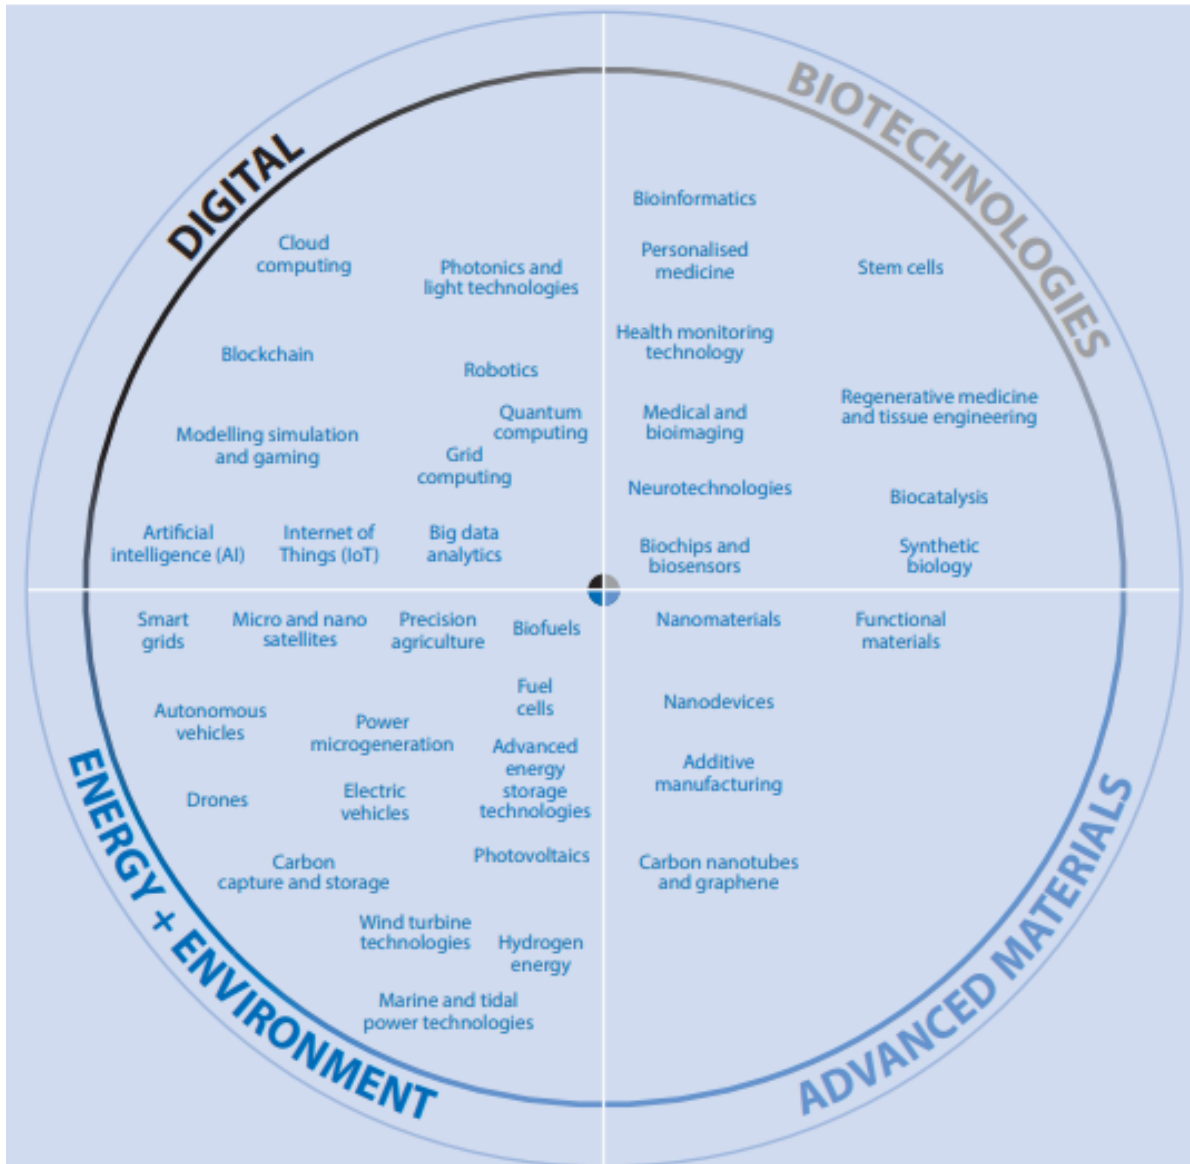 DIGITAL
Cloud
computing
Photonics and
light technologies
Blockchain
Robotics
Quantum
computing
Modelling simulation
and gaming
Grid
computing
Artificial
intelligence (AI)
Internet of
Things (IoT)
Big data
analytics
BIOTECHNOLOGIES
Bioinformatics
Personalised
medicine
Stem cells
Health monitoring
technology
Regenerative medicine
and tissue engineering
Medical and
bioimaging
Neurotechnologies
Biocatalysis
Biochips and
biosensors
Synthetic
biology
ENERGY + ENVIRONMENT
Smart
grids
Micro and nano
satellites
Precision
agriculture
Biofuels
Fuel
cells
Autonomous
vehicles
Power
microgeneration
Advanced
energy
storage
technologies
Drones
Electric
vehicles
Photovoltaics
Carbon
capture and storage
Wind turbine
technologies
Hydrogen
energy
Marine and tidal
power technologies
ADVANCED MATERIALS
Nanomaterials
Functional
materials
Nanodevices
Additive
manufacturing
Carbon nanotubes
and graphene